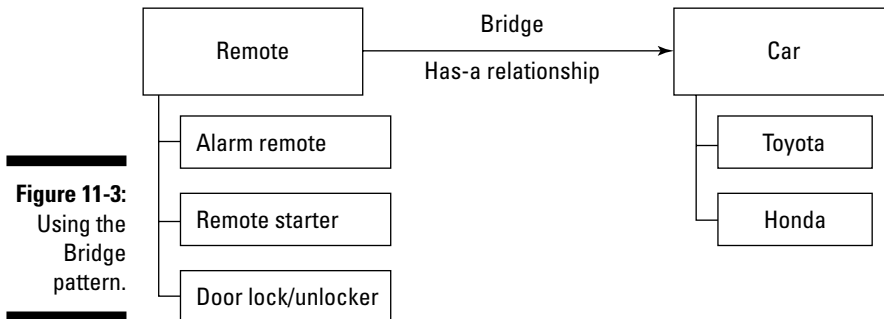 Bridge
Remote
Has-a relationship
Car
Alarm remote
Remote starter
Door lock/unlocker
Toyota
Honda
Figure 11-3:
Using the
Bridge
pattern.